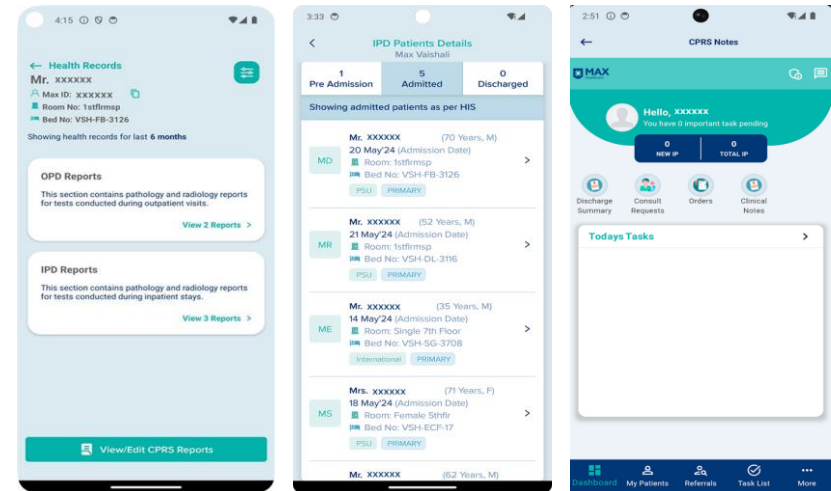 4:15
← Health Records
Mr. xxxxxx
Max ID: xxxxxx
Room No: 1stflrmsp
Bed No: VSH-FB-3126
Showing health records for last 6 months
OPD Reports
This section contains pathology and radiology reports
for tests conducted during outpatient visits.
View 2 Reports >
IPD Reports
This section contains pathology and radiology reports
for tests conducted during inpatient stays.
View 3 Reports >
View/Edit CPRS Reports
3:33
IPD Patients Details
Max Vaishali
1 5 0
Pre Admission Admitted Discharged
Showing admitted patients as per HIS
Mr. XXXXXX (70 Years, M)
20 May'24 (Admission Date)
MD
Room: 1stflrmsp
Bed No: VSH-FB-3126
PSU PRIMARY
Mr. XXXXXX (52 Years, M)
21 May'24 (Admission Date)
MR
Room: 1stflrmsp
Bed No: VSH-DL-3116
PSU PRIMARY
Mr. XXXXXX (35 Years, M)
14 May'24 (Admission Date)
ME
Room: Single 7th Floor
Bed No: VSH-SG-3708
International PRIMARY
Mrs. XXXXXX (71 Years, F)
18 May'24 (Admission Date)
MS
Room: Female 5thflr
Bed No: VSH-ECF-17
PSU PRIMARY
Mr. XXXXXX (62 Years, M)
2:51
← CPRS Notes
MAX
Hello, XXXXXX
You have 0 important task pending
0 0
NEW IP TOTAL IP
Discharge Summary
Consult Requests
Orders
Clinical Notes
Todays Tasks >
Dashboard My Patients Referrals Task List More